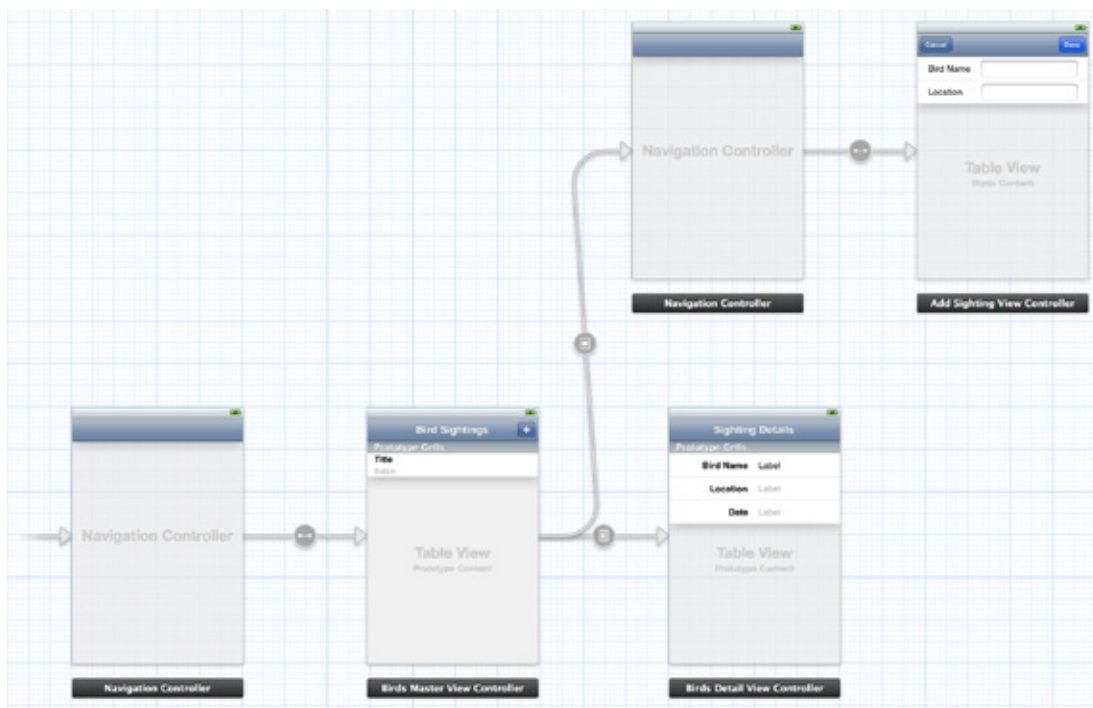 Cancel Done
Bird Name
Location
Navigation Controller
Table View
Static Content
Navigation Controller
Add Sighting View Controller
Bird Sightings +
Prototype Cells
Title
Subtitle
Sighting Details
Prototype Cells
Bird Name Label
Location Label
Date Label
Navigation Controller
Table View
Prototype Content
Table View
Prototype Content
Navigation Controller
Birds Master View Controller
Birds Detail View Controller